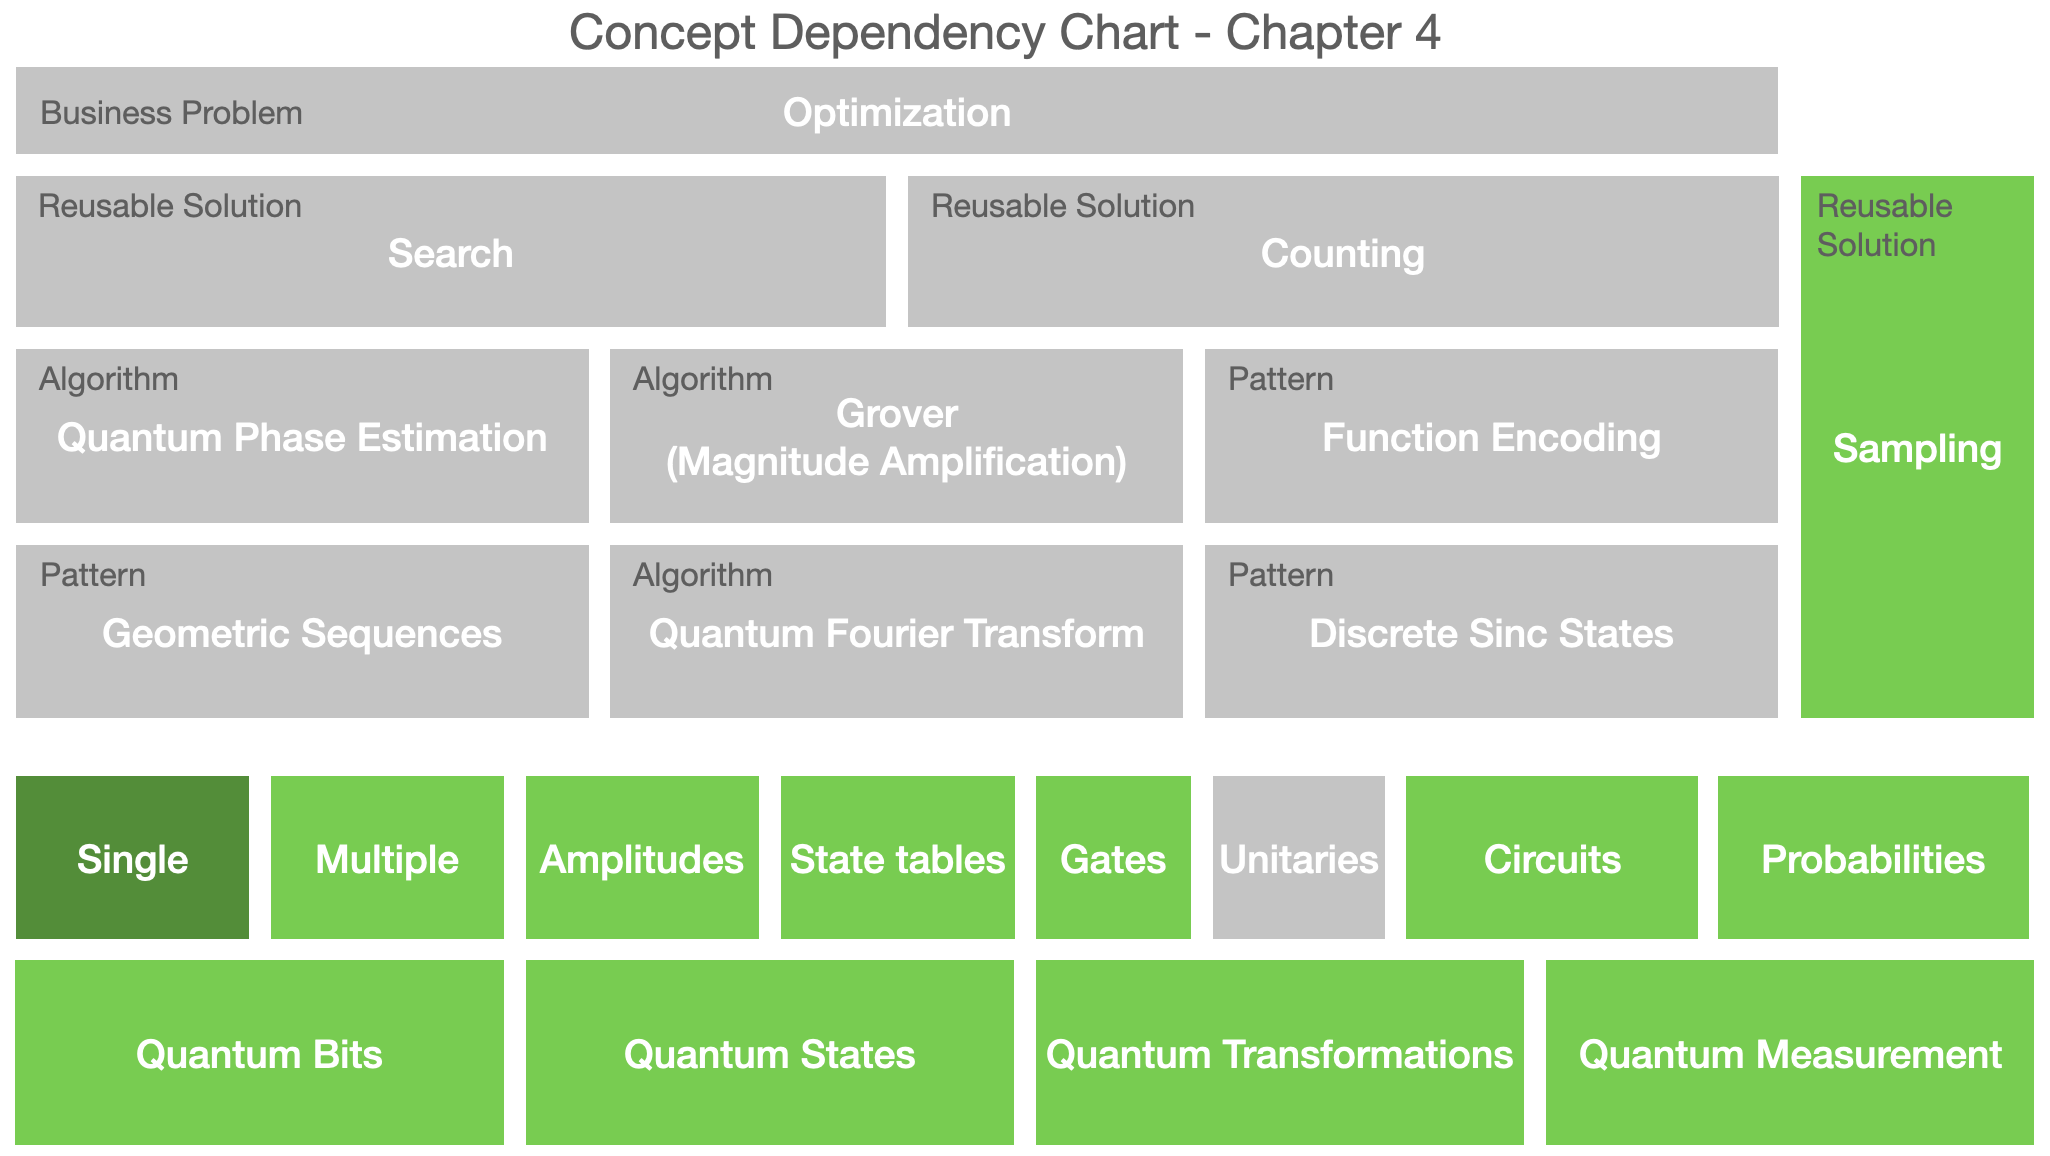 Concept Dependency Chart - Chapter 4
Business Problem
Optimization
Reusable Solution
Search
Reusable Solution
Counting
Reusable
Solution
Sampling
Algorithm
Quantum Phase Estimation
Algorithm
Grover
(Magnitude Amplification)
Pattern
Function Encoding
Pattern
Geometric Sequences
Algorithm
Quantum Fourier Transform
Pattern
Discrete Sinc States
Single
Multiple
Amplitudes
State tables
Gates
Unitaries
Circuits
Probabilities
Quantum Bits
Quantum States
Quantum Transformations
Quantum Measurement